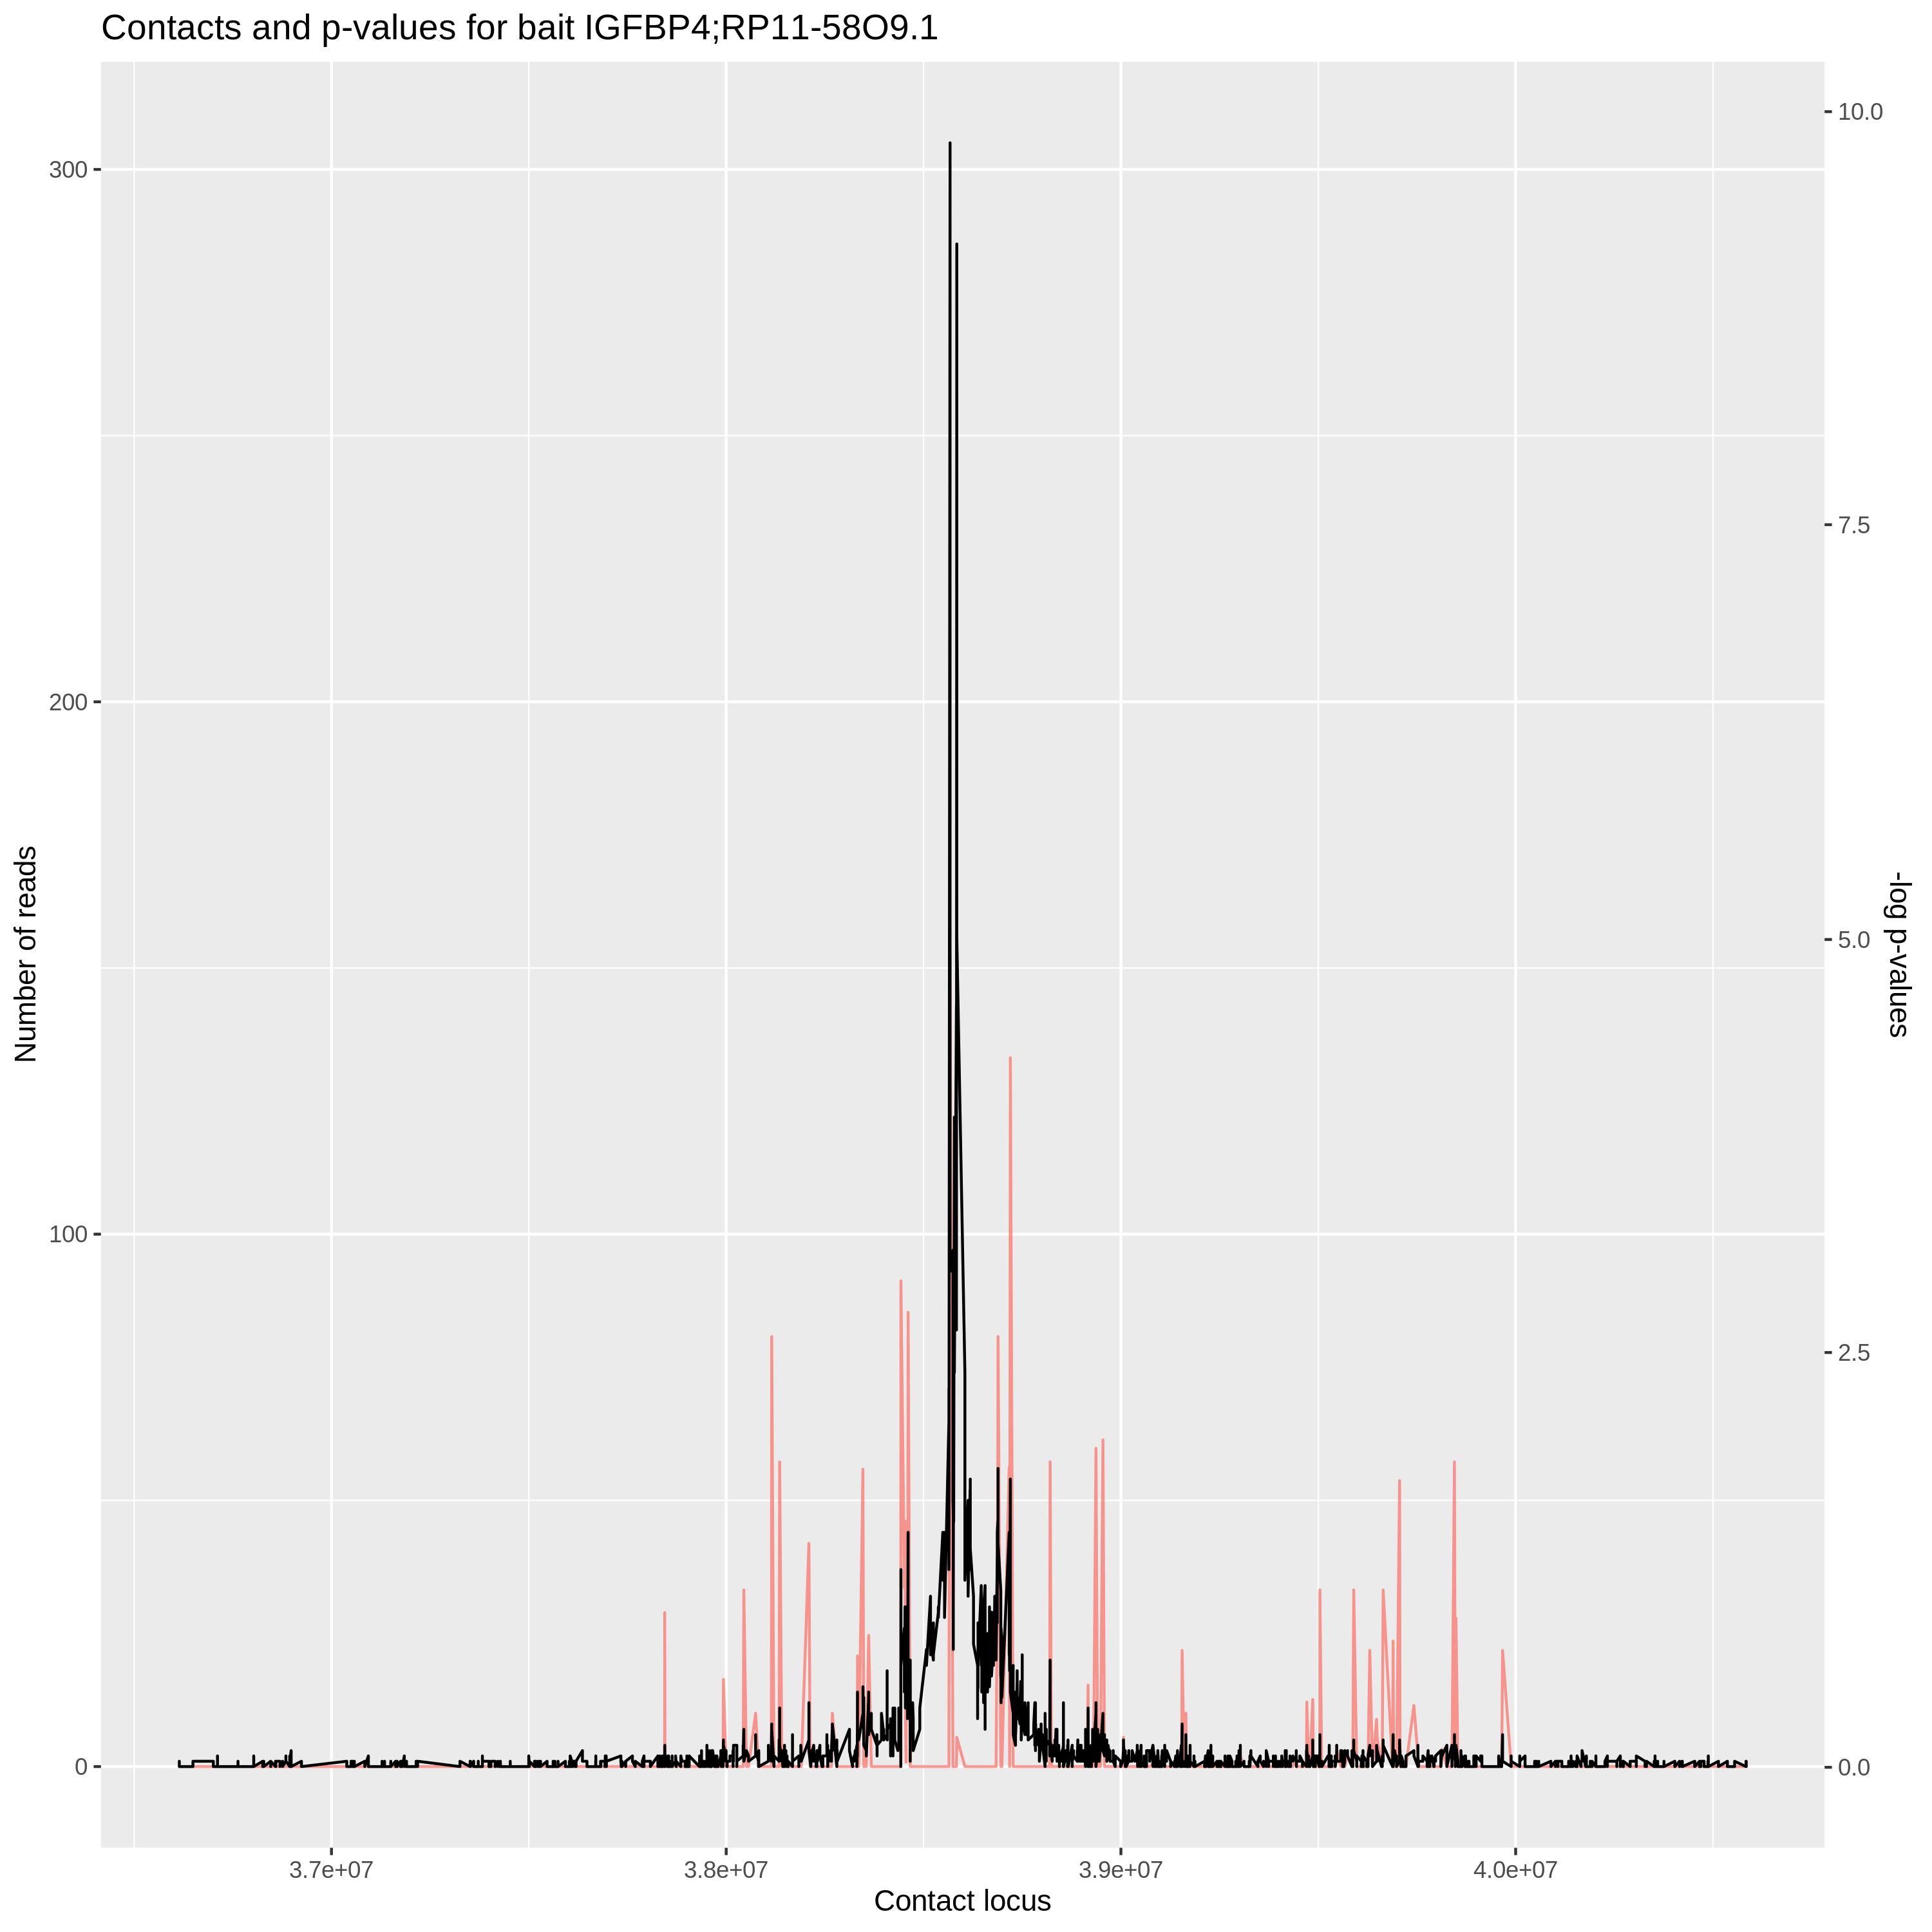 Contacts and p-values for bait IGFBP4;RP11-58O9.1
Number of reads
300
200
100
0
10.0
7.5
5.0
2.5
0.0
-log p-values
3.7e+07
3.8e+07
3.9e+07
4.0e+07
Contact locus